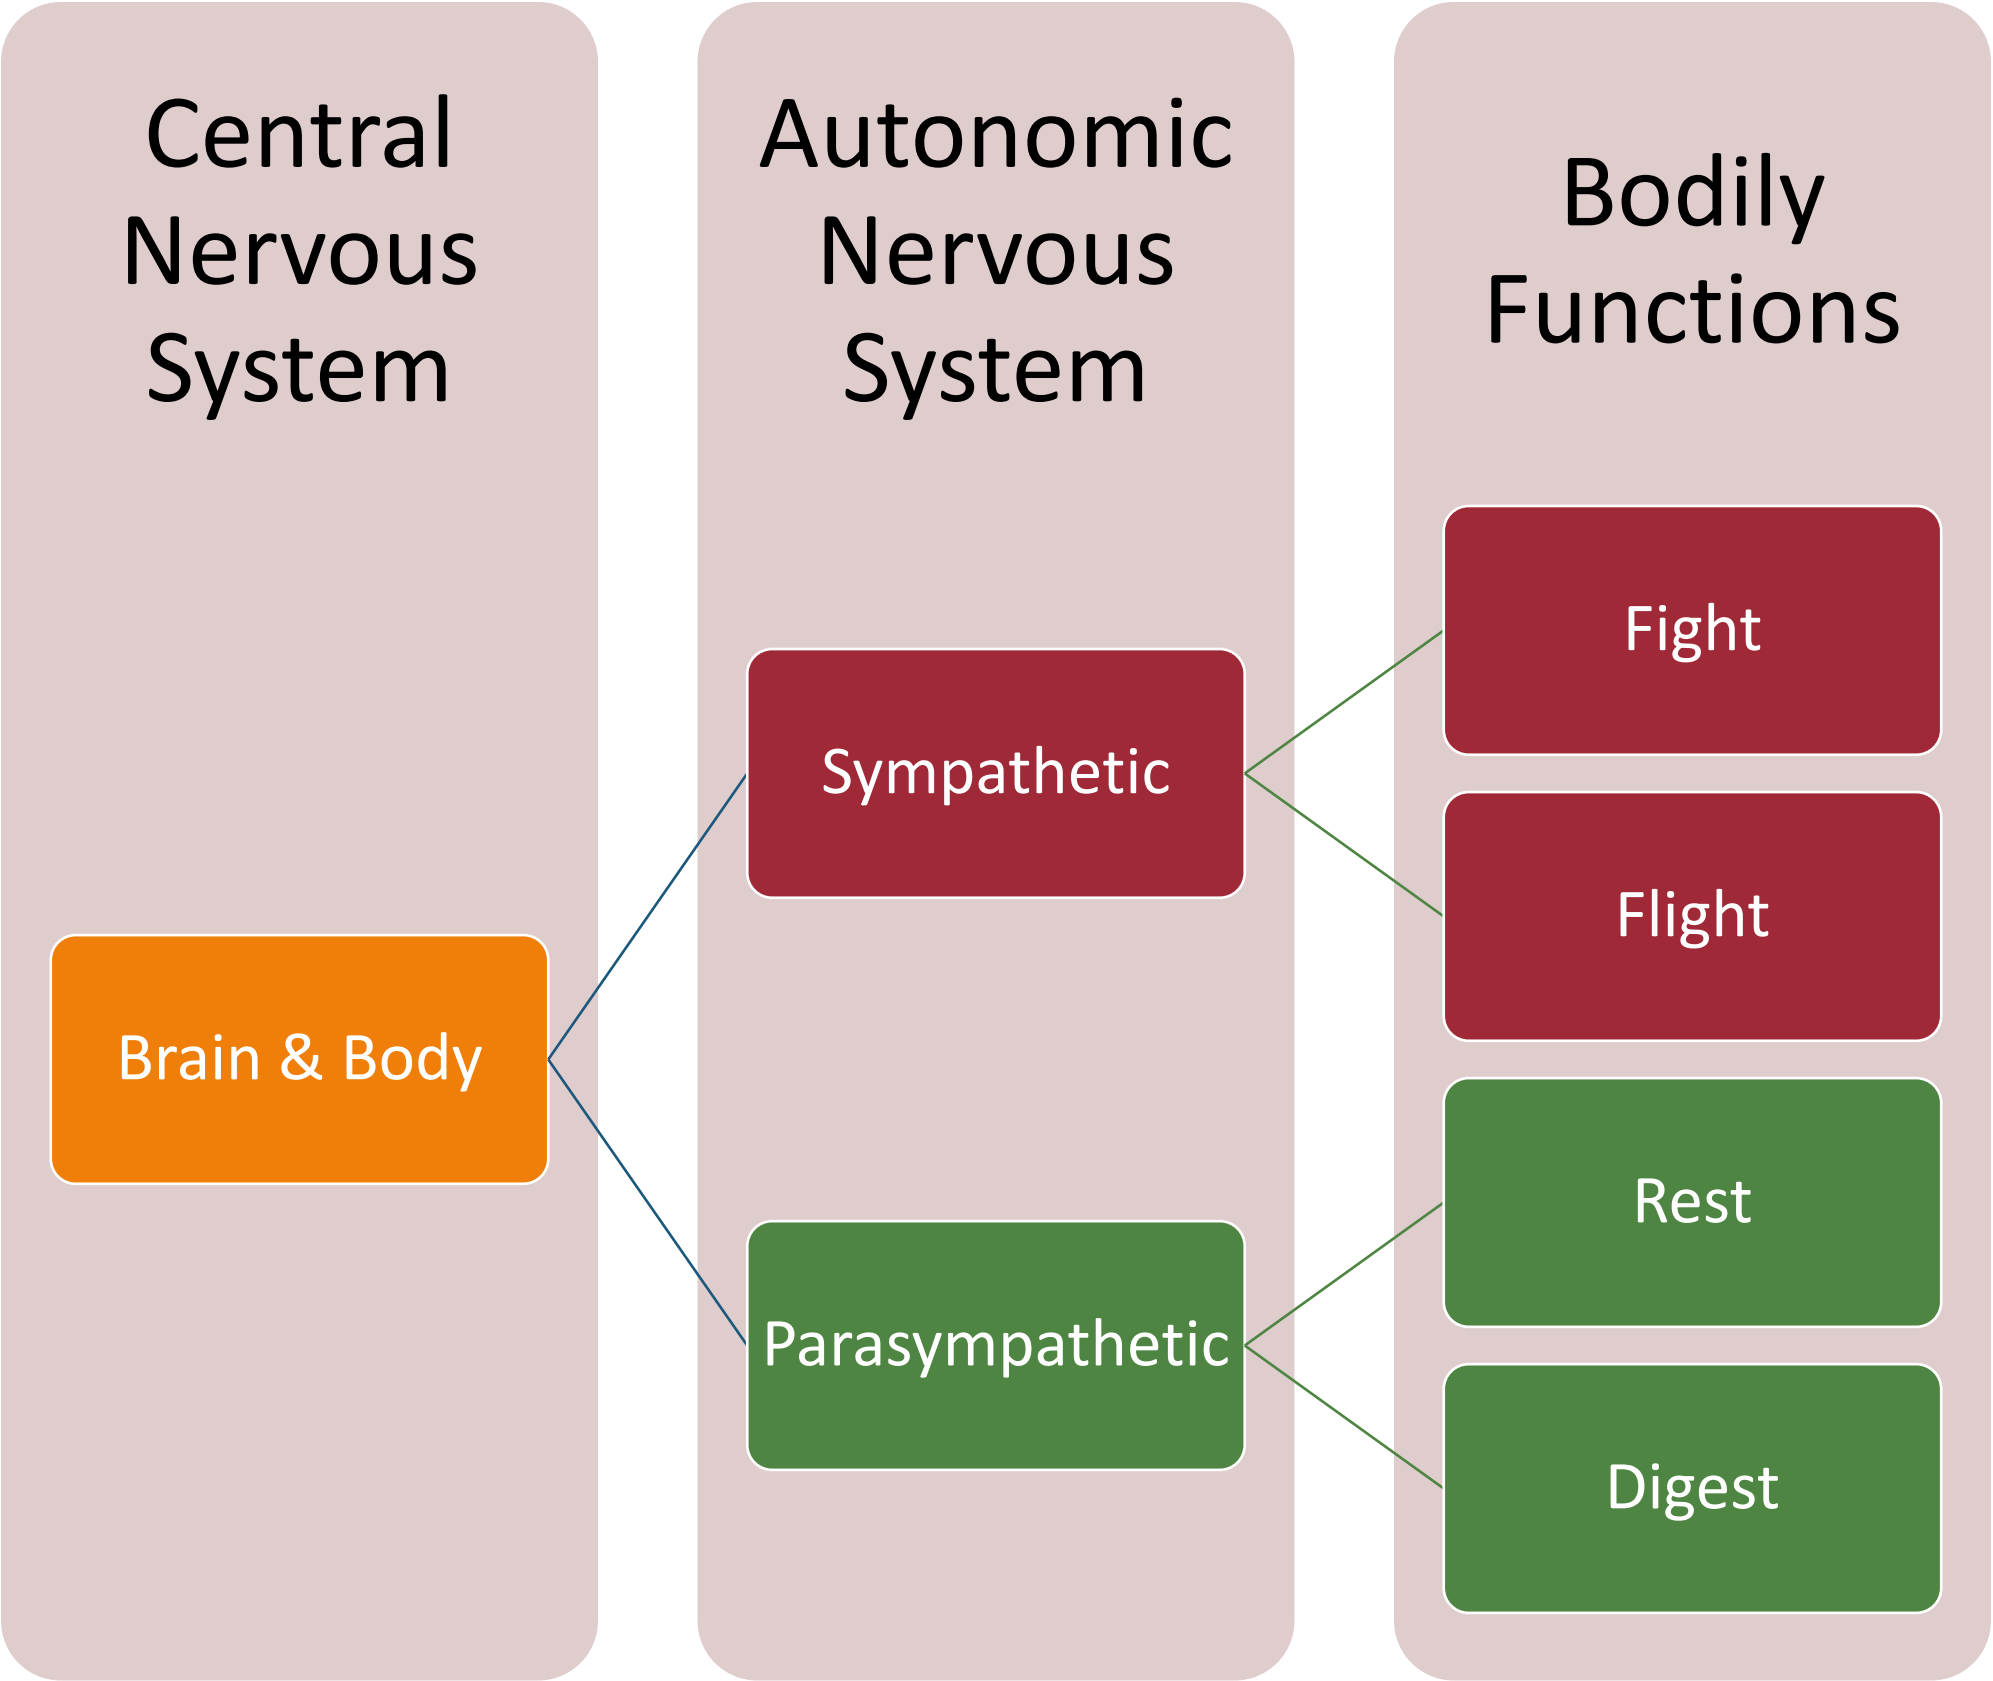 Central
Nervous
System
Autonomic
Nervous
System
Bodily
Functions
Brain & Body
Sympathetic
Parasympathetic
Fight
Flight
Rest
Digest